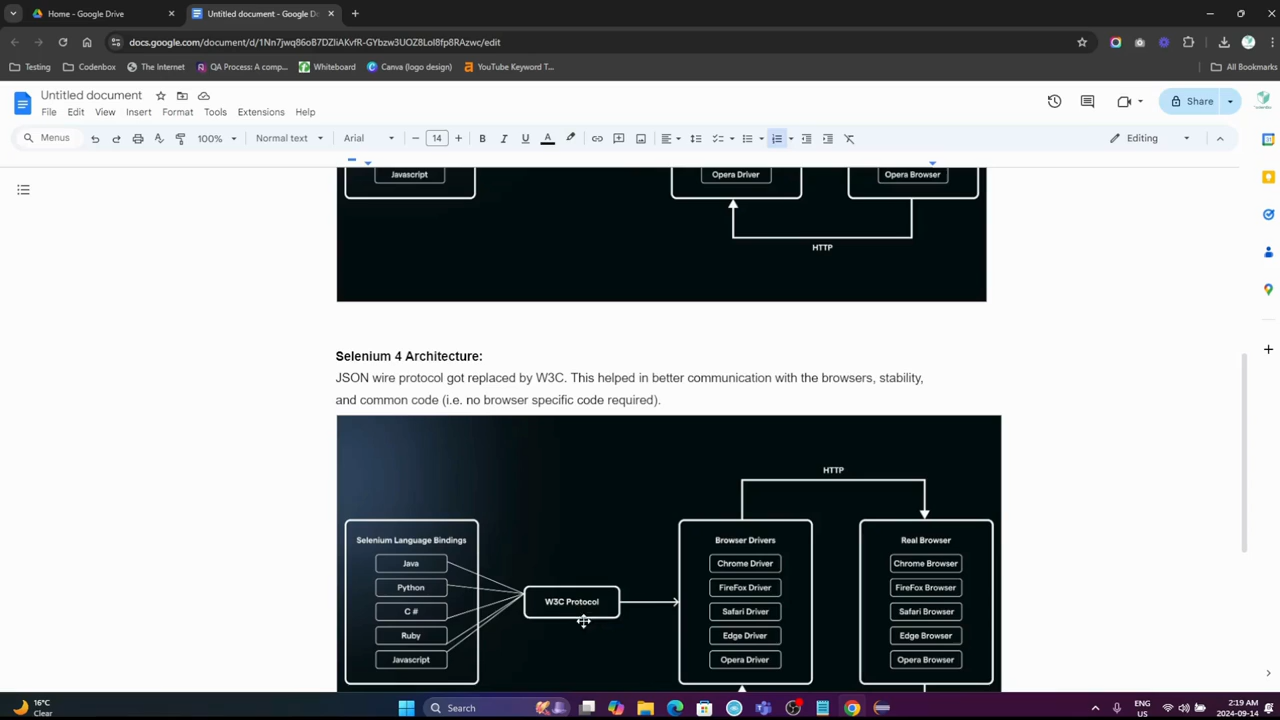 Home - Google Drive
Untitled document - Google Do
docs.google.com/document/d/1Nn7jwq86oB7DZliAKvfR-GYbzw3UOZ8LoI8fp8RAzwc/edit
Testing
Codenbox
The Internet
QA Process: A comp...
Whiteboard
Canva (logo design)
YouTube Keyword T...
All Bookmarks
Untitled document
File Edit View Insert Format Tools Extensions Help
Share
Menus
100%
Normal text
Arial
14
Editing
Javascript
Opera Driver
Opera Browser
HTTP
Selenium 4 Architecture:
JSON wire protocol got replaced by W3C. This helped in better communication with the browsers, stability,
and common code (i.e. no browser specific code required).
HTTP
Selenium Language Bindings
Java
Python
C #
Ruby
Javascript
W3C Protocol
Browser Drivers
Chrome Driver
FireFox Driver
Safari Driver
Edge Driver
Opera Driver
Real Browser
Chrome Browser
FireFox Browser
Safari Browser
Edge Browser
Opera Browser
16°C
Clear
Search
ENG
US
2:19 AM
2024-09-14